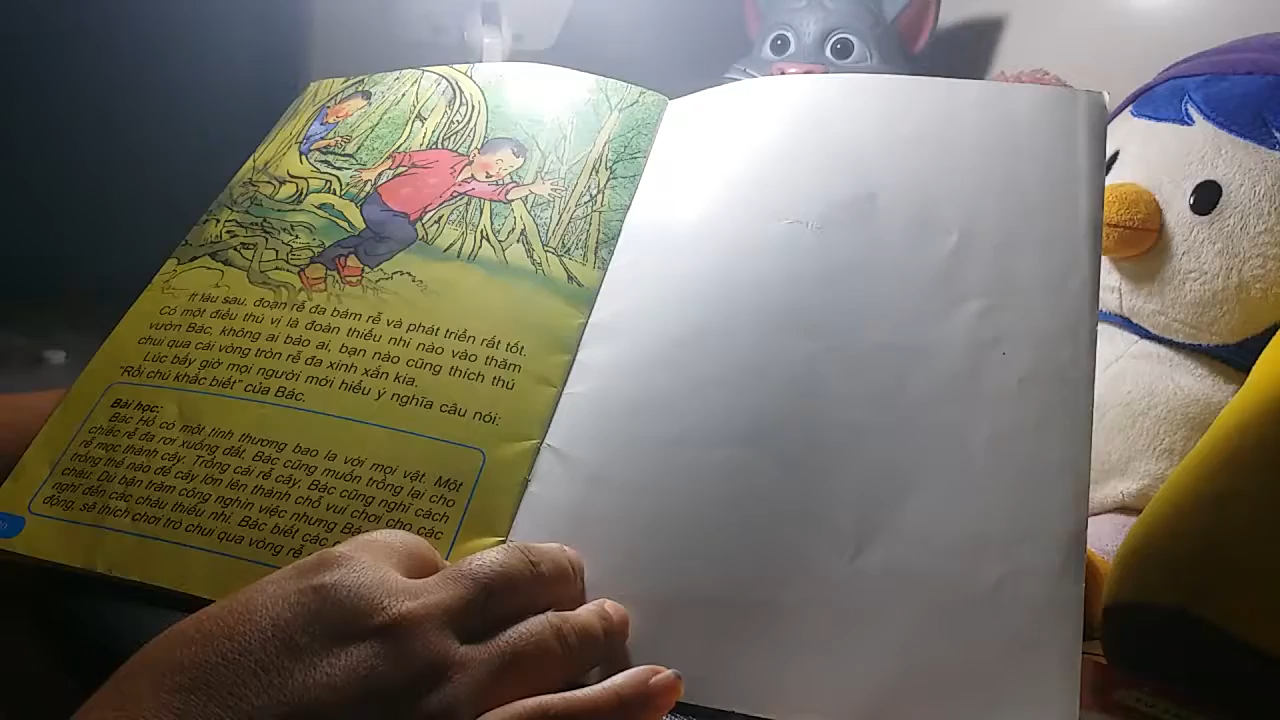 Ít lâu sau, đoạn rễ đa bám rễ và phát triển rất tốt.
Có một điều thú vị là đoàn thiếu nhi nào vào thăm
vườn Bác, không ai bảo ai, bạn nào cũng thích thú
chui qua cái vòng tròn rễ đa xinh xắn kia.
Lúc bấy giờ mọi người mới hiểu ý nghĩa câu nói:
"Rồi chú khắc biết" của Bác.
Bài học:
Bác Hồ có một tình thương bao la với mọi vật. Một
chiếc rễ đa rơi xuống đất, Bác cũng muốn trồng lại cho
rễ mọc thành cây. Trồng cái rễ cây, Bác cũng nghĩ cách
trồng thế nào để cây lớn lên thành chỗ vui chơi cho các
cháu. Dù bận trăm công nghìn việc nhưng
nghĩ đến các cháu thiếu nhi. Bác biết các
động, sẽ thích chơi trò chui qua vòng rễ